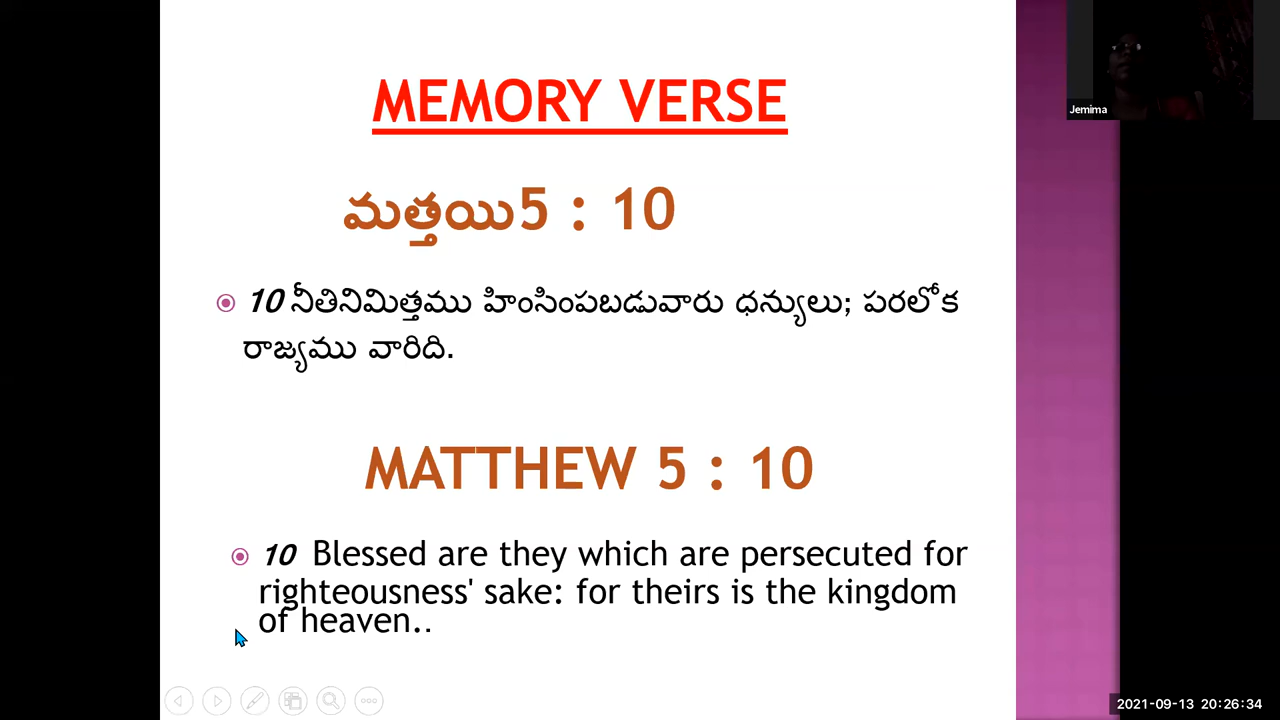 MEMORY VERSE
Jemima
మత్తయి5 : 10
10 నీతినిమిత్తము హింసింపబడువారు ధన్యులు; పరలోక
రాజ్యము వారిది.
MATTHEW 5 : 10
10 Blessed are they which are persecuted for
righteousness' sake: for theirs is the kingdom
of heaven..
2021-09-13 20:26:34